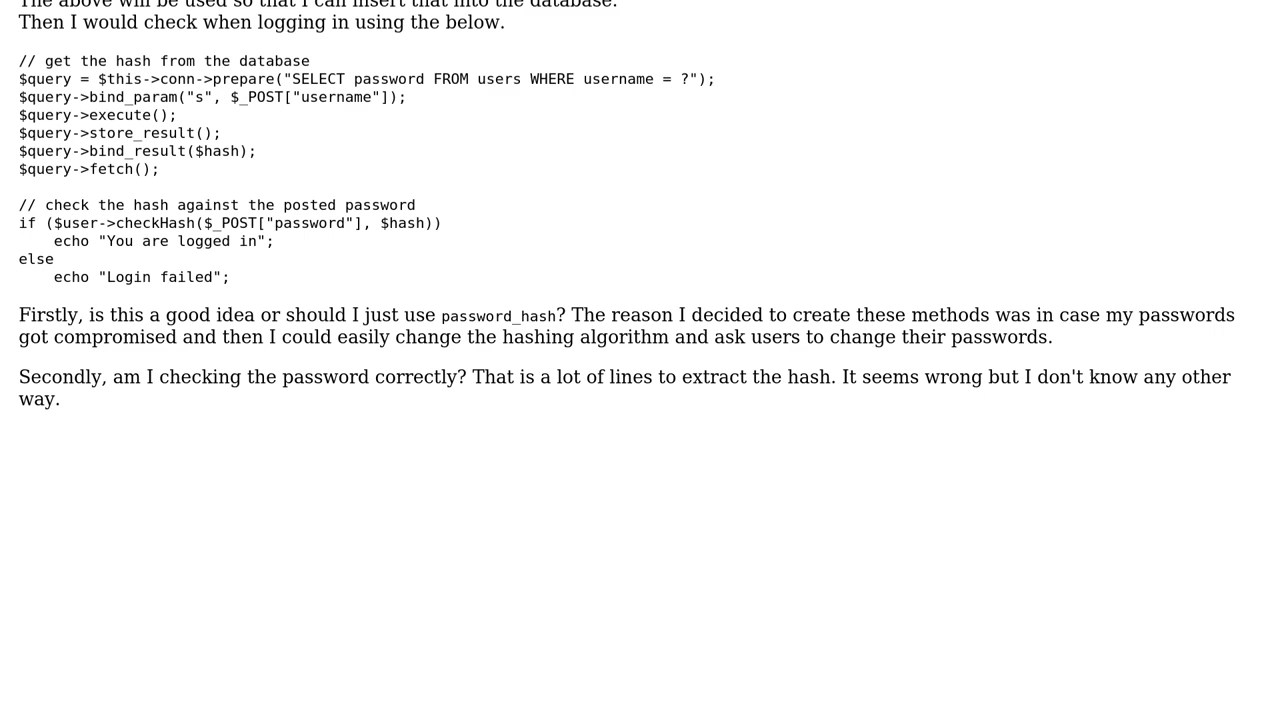 The above will be used so that I can insert that into the database.
Then I would check when logging in using the below.
// get the hash from the database
$query = $this->conn->prepare("SELECT password FROM users WHERE username = ?");
$query->bind_param("s", $_POST["username"]);
$query->execute();
$query->store_result();
$query->bind_result($hash);
$query->fetch();
// check the hash against the posted password
if ($user->checkHash($_POST["password"], $hash))
    echo "You are logged in";
else
    echo "Login failed";
Firstly, is this a good idea or should I just use password_hash? The reason I decided to create these methods was in case my passwords
got compromised and then I could easily change the hashing algorithm and ask users to change their passwords.
Secondly, am I checking the password correctly? That is a lot of lines to extract the hash. It seems wrong but I don't know any other
way.